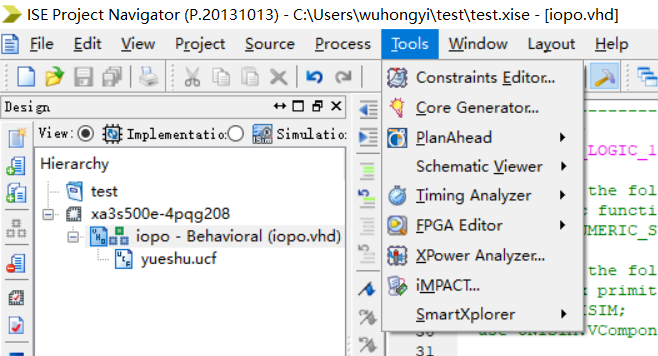 ISE Project Navigator (P.20131013) - C:\Users\wuhongyi\test\test.xise - [iopo.vhd]
File Edit View Project Source Process Tools Window Layout Help
Design
View: Implementatio: Simulatio:
Hierarchy
test
xa3s500e-4pqg208
iopo - Behavioral (iopo.vhd)
yueshu.ucf
Constraints Editor...
Core Generator...
PlanAhead
Schematic Viewer
Timing Analyzer
FPGA Editor
XPower Analyzer...
iMPACT...
SmartXplorer
LOGIC_1
the fol
functi
UMERIC_S
the fol
primit
ISIM;
30 use UNISIM.VCompon
31